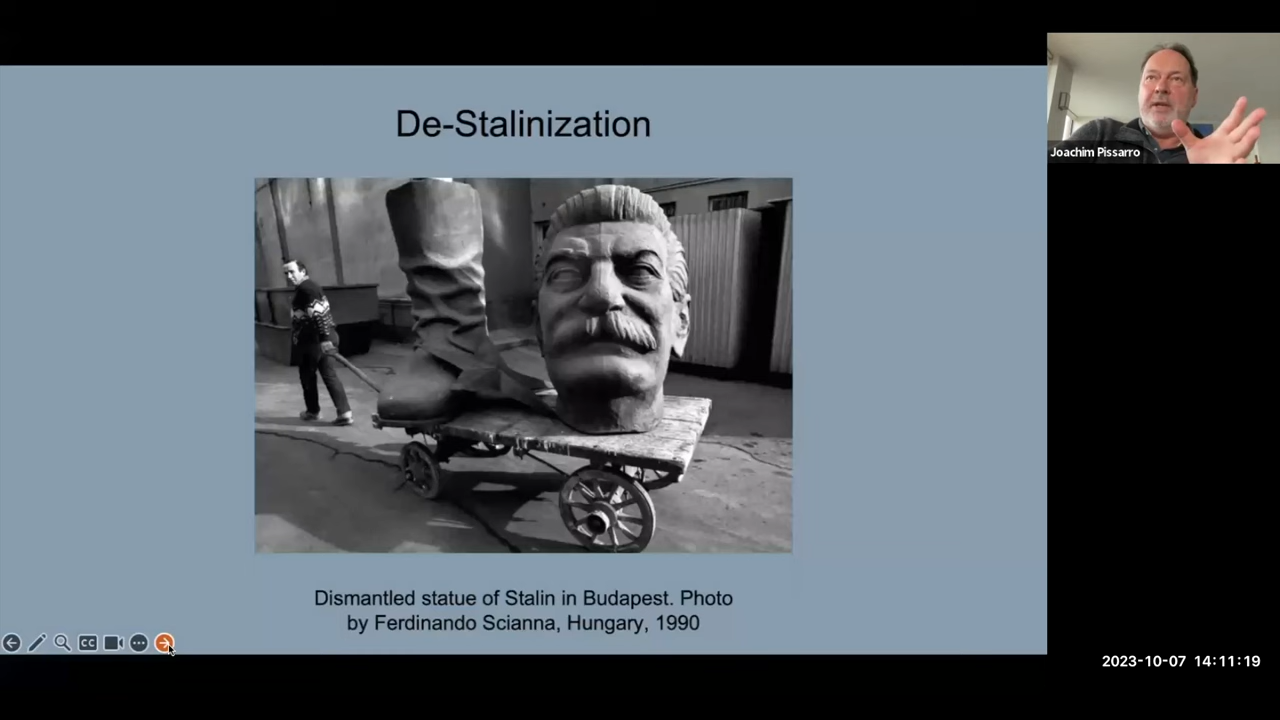 De-Stalinization
Joachim Pissarro
Dismantled statue of Stalin in Budapest. Photo
by Ferdinando Scianna, Hungary, 1990
CC
2023-10-07 14:11:19